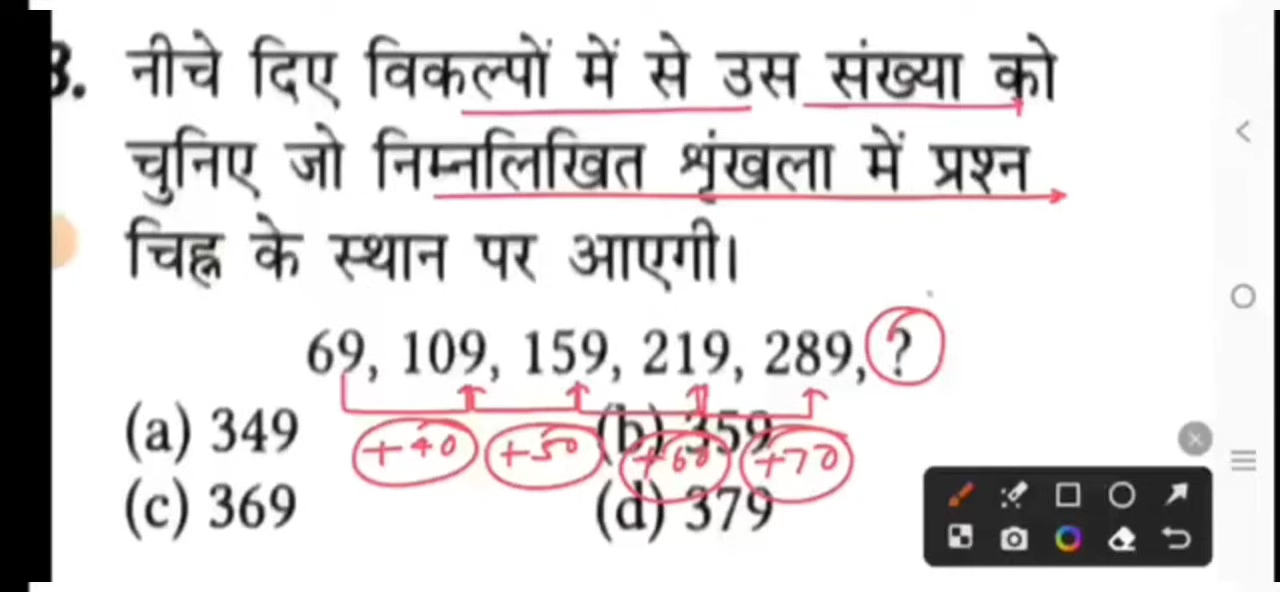 3. नीचे दिए विकल्पों में से उस संख्या को
चुनिए जो निम्नलिखित शृंखला में प्रश्न
चिह्न के स्थान पर आएगी।
69, 109, 159, 219, 289, ?
(a) 349 (b) 359
+40 +50 +60 +70
(c) 369 (d) 379